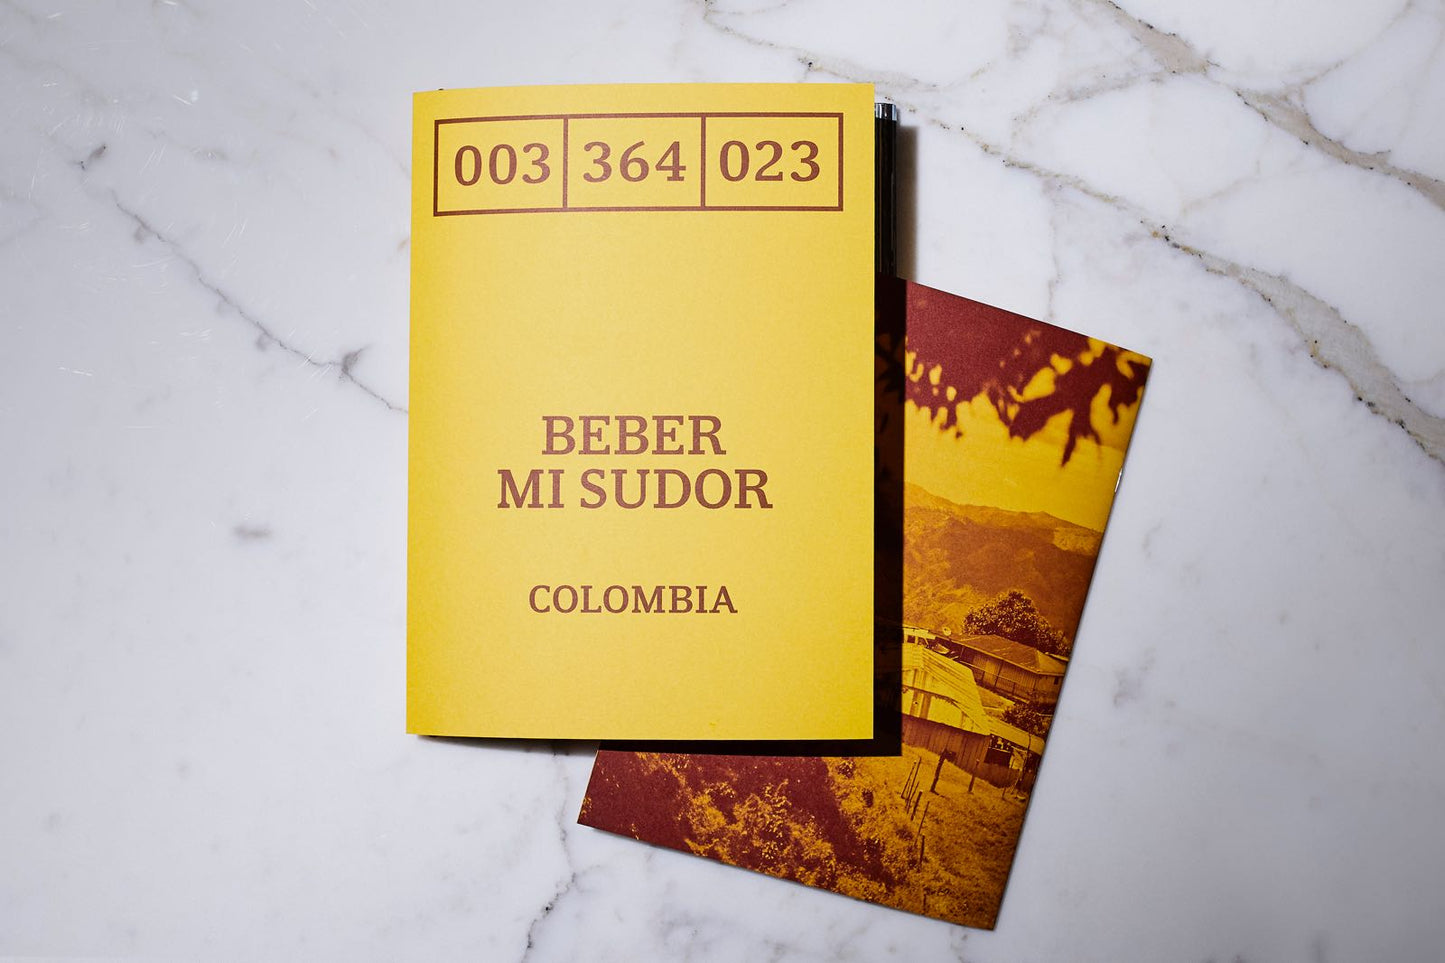 003 364 023
BEBER
MI SUDOR
COLOMBIA